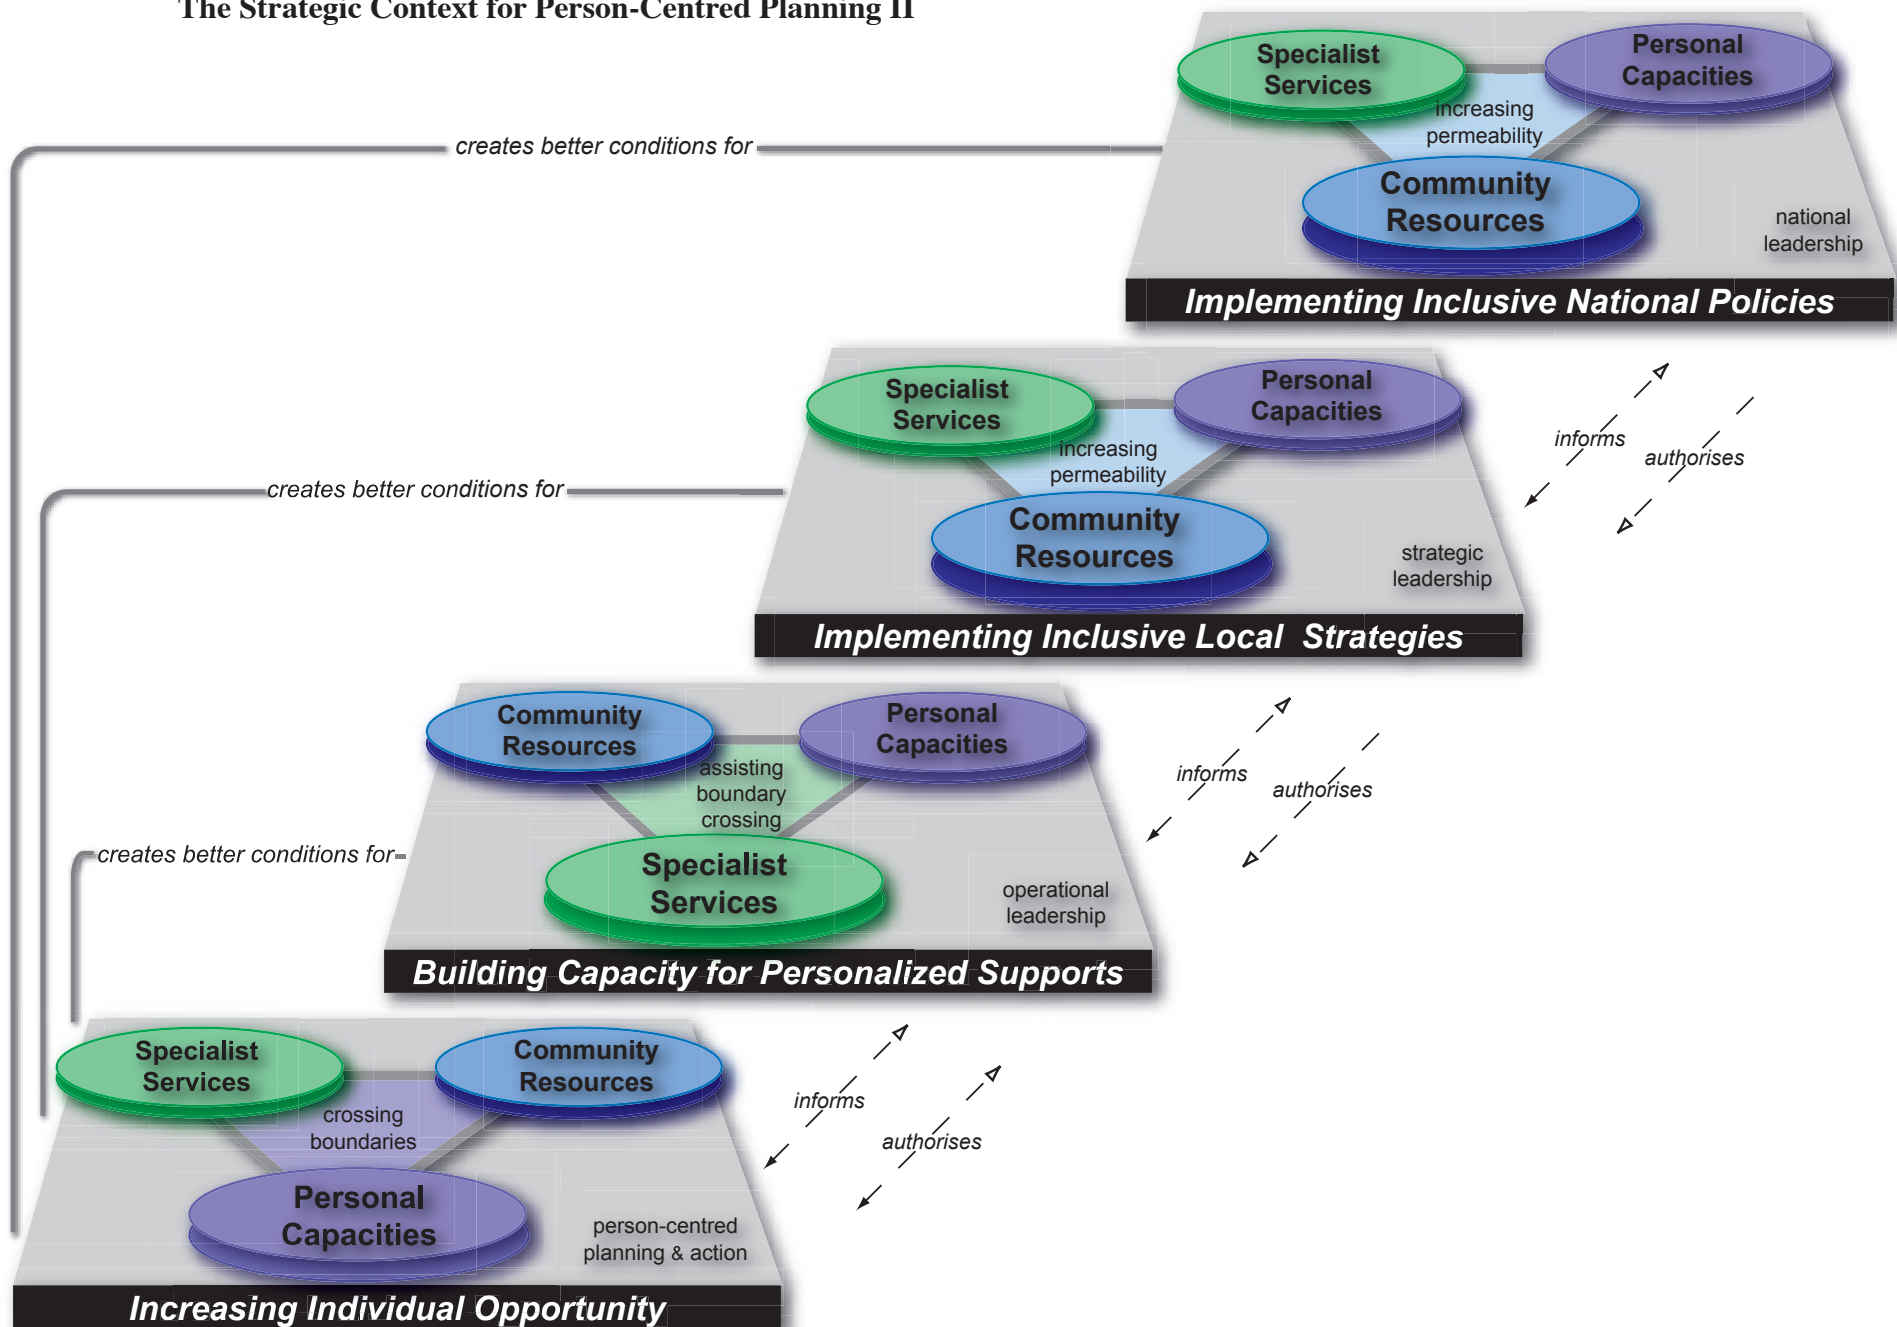 The Strategic Context for Person-Centred Planning II
Specialist
Services
Personal
Capacities
increasing
permeability
Community
Resources
national
leadership
Implementing Inclusive National Policies
creates better conditions for
Specialist
Services
Personal
Capacities
increasing
permeability
Community
Resources
strategic
leadership
Implementing Inclusive Local Strategies
creates better conditions for
informs
authorises
Community
Resources
Personal
Capacities
assisting
boundary
crossing
Specialist
Services
operational
leadership
Building Capacity for Personalized Supports
creates better conditions for
informs
authorises
Specialist
Services
Community
Resources
crossing
boundaries
Personal
Capacities
person-centred
planning & action
Increasing Individual Opportunity
informs
authorises